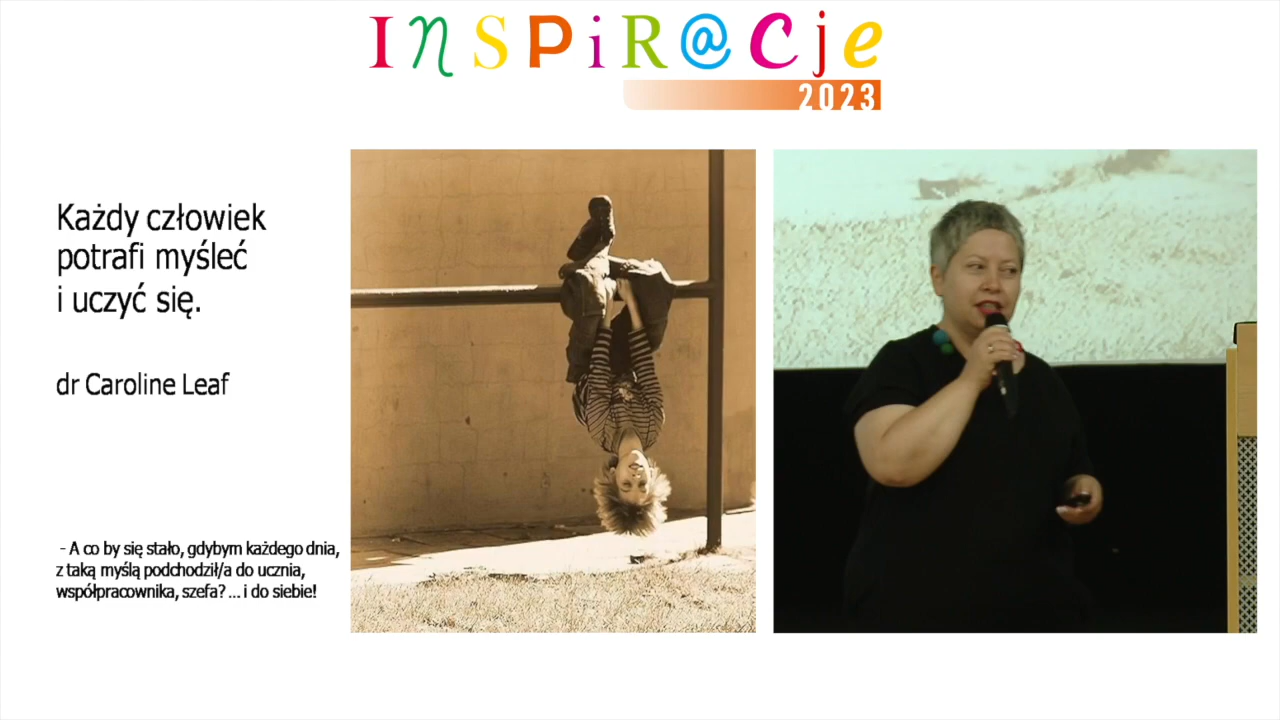 InSPiR@Cje
2023
Każdy człowiek
potrafi myśleć
i uczyć się.
dr Caroline Leaf
- A co by się stało, gdybym każdego dnia,
z taką myślą podchodził/a do ucznia,
współpracownika, szefa? ... i do siebie!